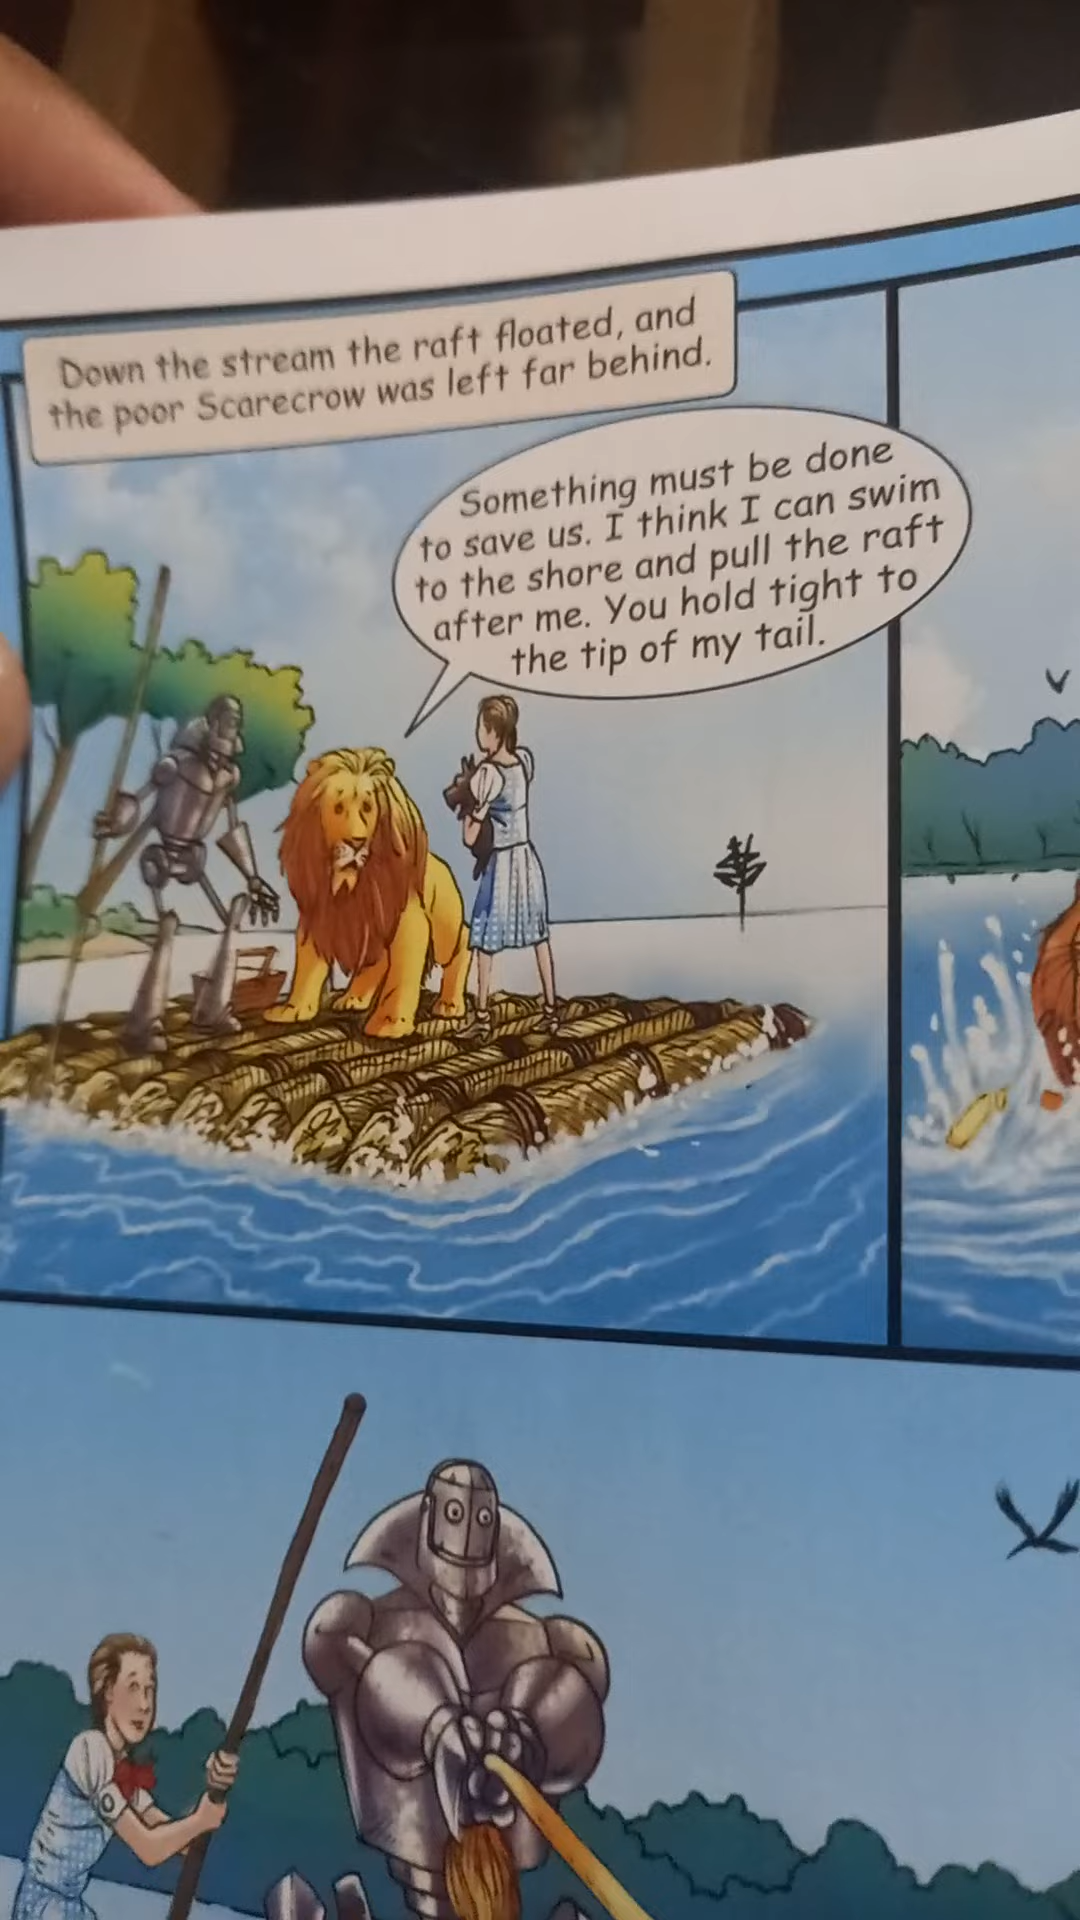 Down the stream the raft floated, and
the poor Scarecrow was left far behind.
Something must be done
to save us. I think I can swim
to the shore and pull the raft
after me. You hold tight to
the tip of my tail.